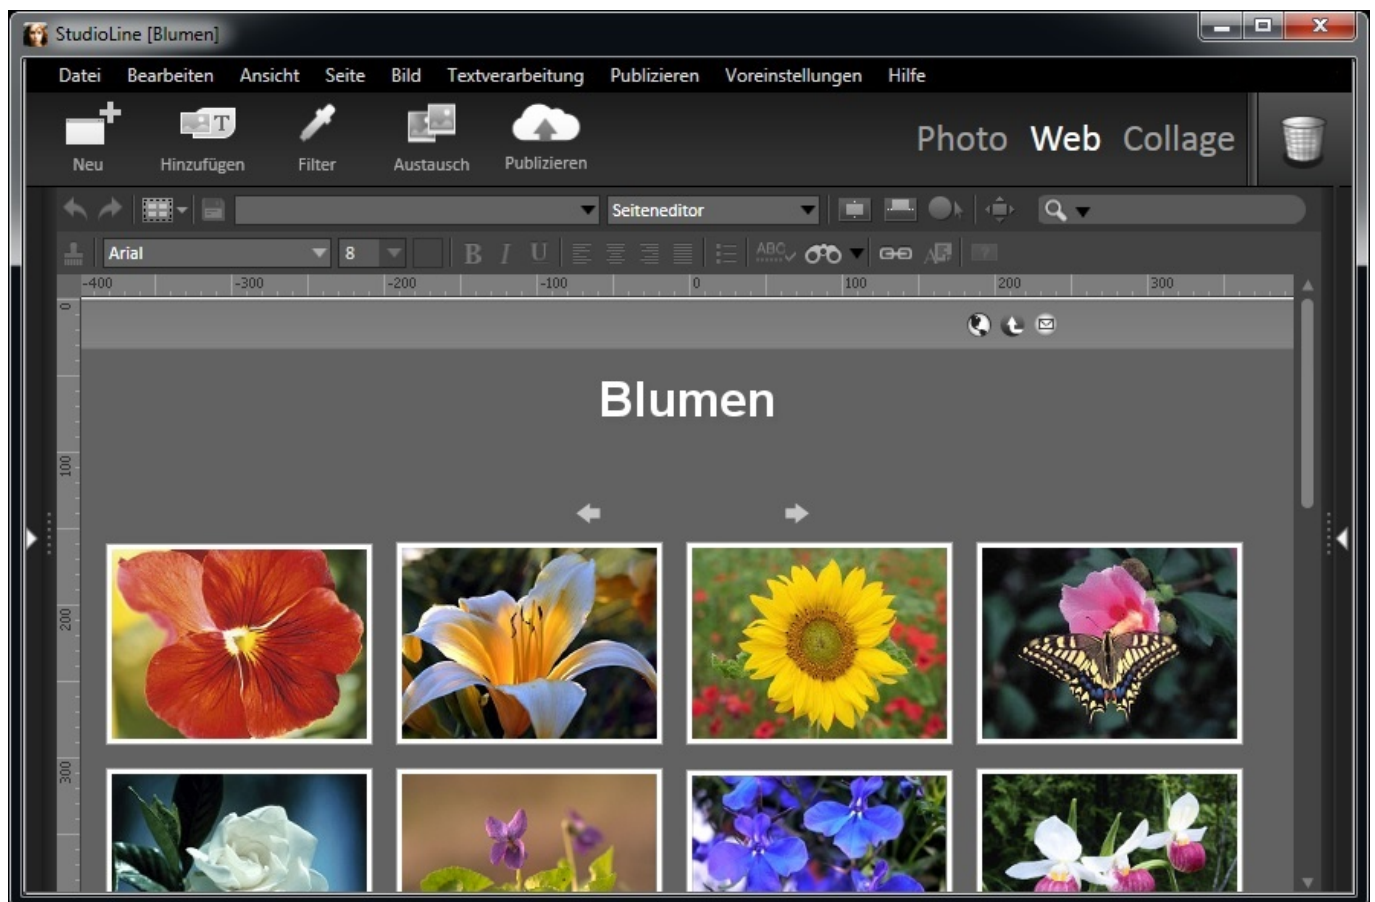 StudioLine [Blumen]
Datei Bearbeiten Ansicht Seite Bild Textverarbeitung Publizieren Voreinstellungen Hilfe
T
Neu Hinzufügen Filter Austausch Publizieren
Photo Web Collage
Seiteneditor
Arial 8 B I U ABC
-400 -300 -200 -100 0 100 200 300
0
Blumen
100
200
300